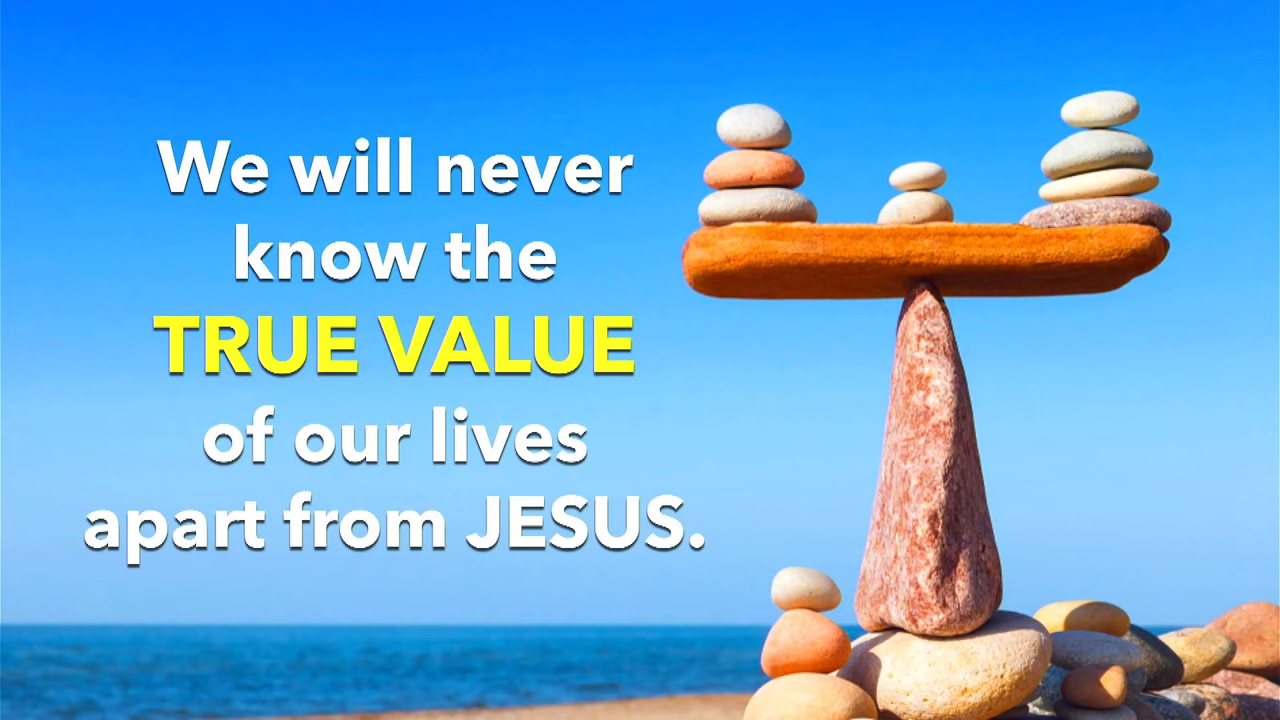 We will never
know the
TRUE VALUE
of our lives
apart from JESUS.